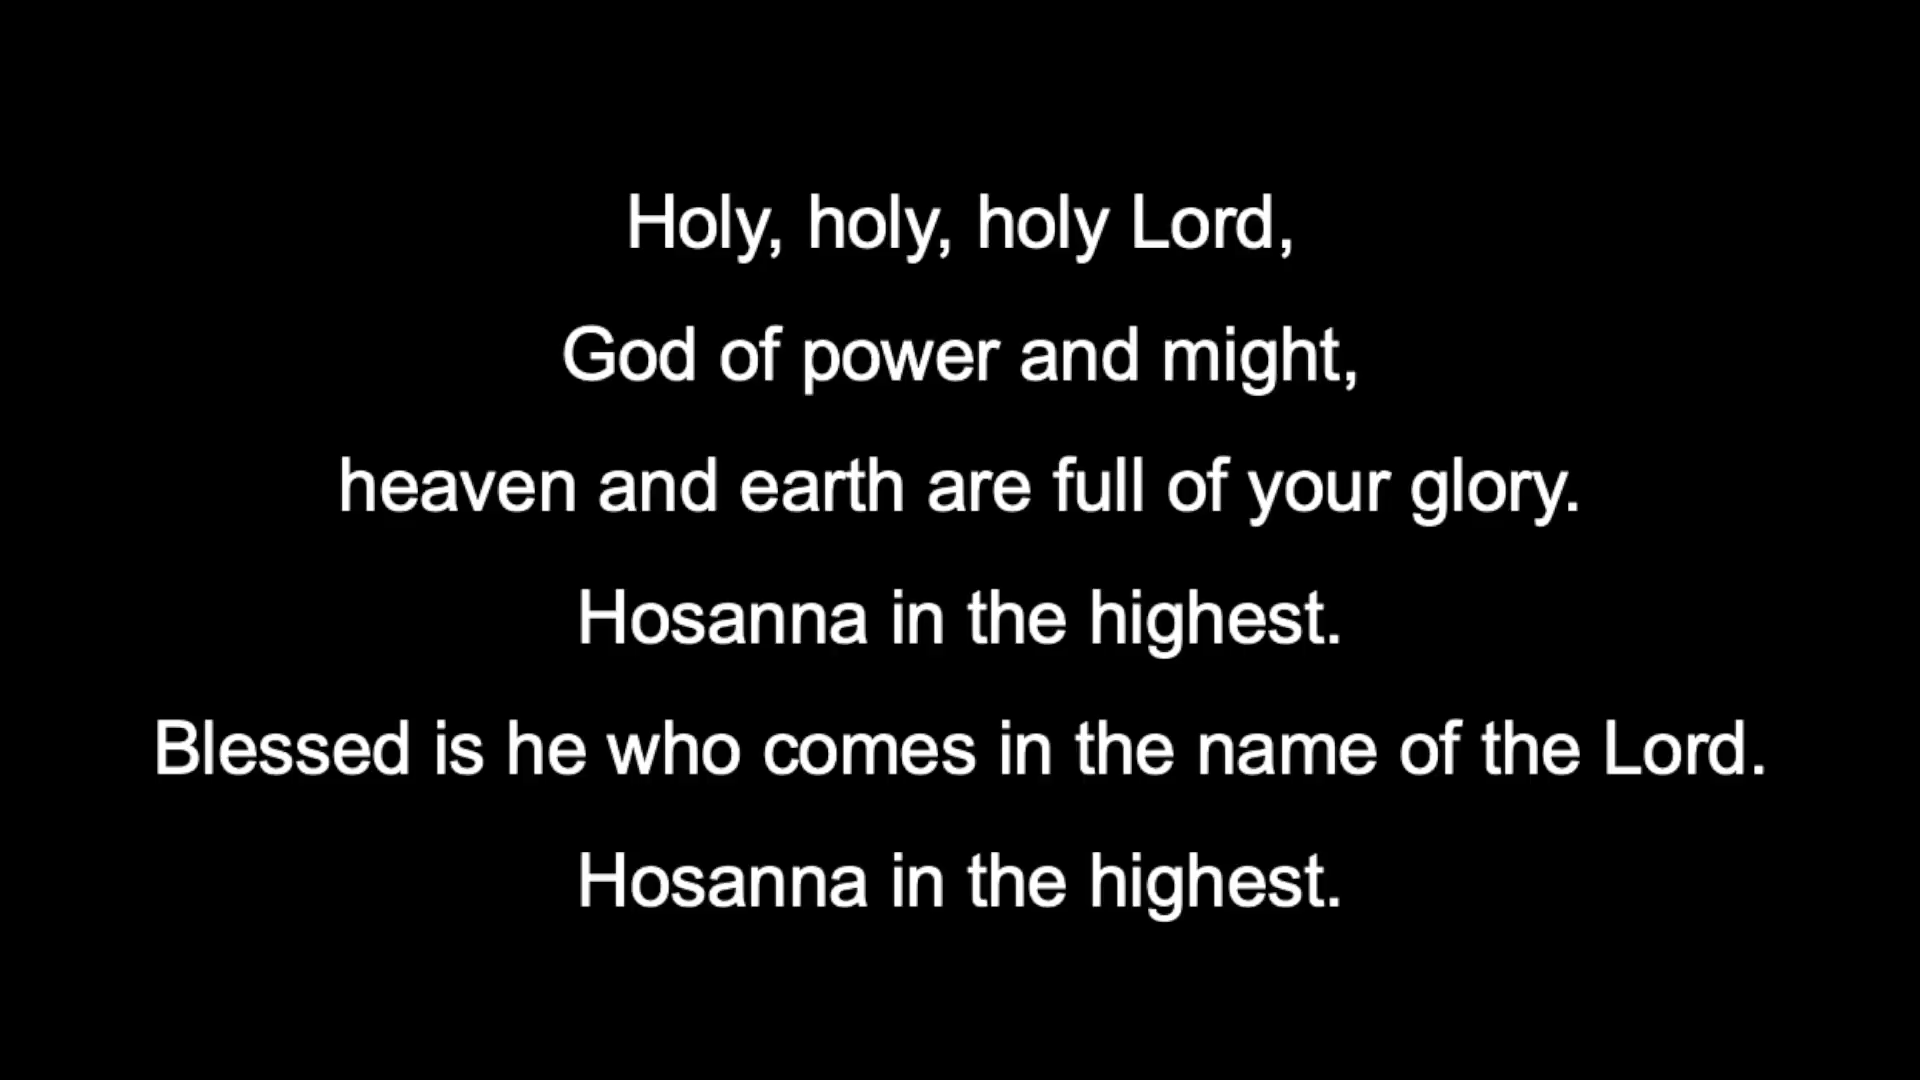 Holy, holy, holy Lord,
God of power and might,
heaven and earth are full of your glory.
Hosanna in the highest.
Blessed is he who comes in the name of the Lord.
Hosanna in the highest.